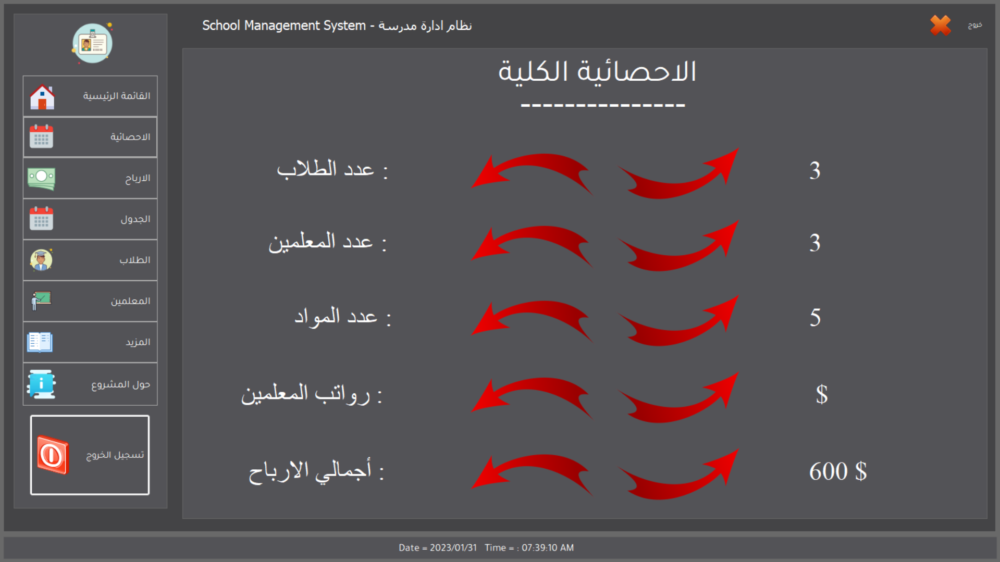 School Management System - نظام ادارة مدرسة
خروج
القائمة الرئيسية
الاحصائية
الارباح
الجدول
الطلاب
المعلمين
المزيد
حول المشروع
تسجيل الخروج
الاحصائية الكلية
---------------
عدد الطلاب :
3
عدد المعلمين :
3
عدد المواد :
5
رواتب المعلمين :
$
أجمالي الارباح :
600 $
Date = 2023/01/31 Time = : 07:39:10 AM